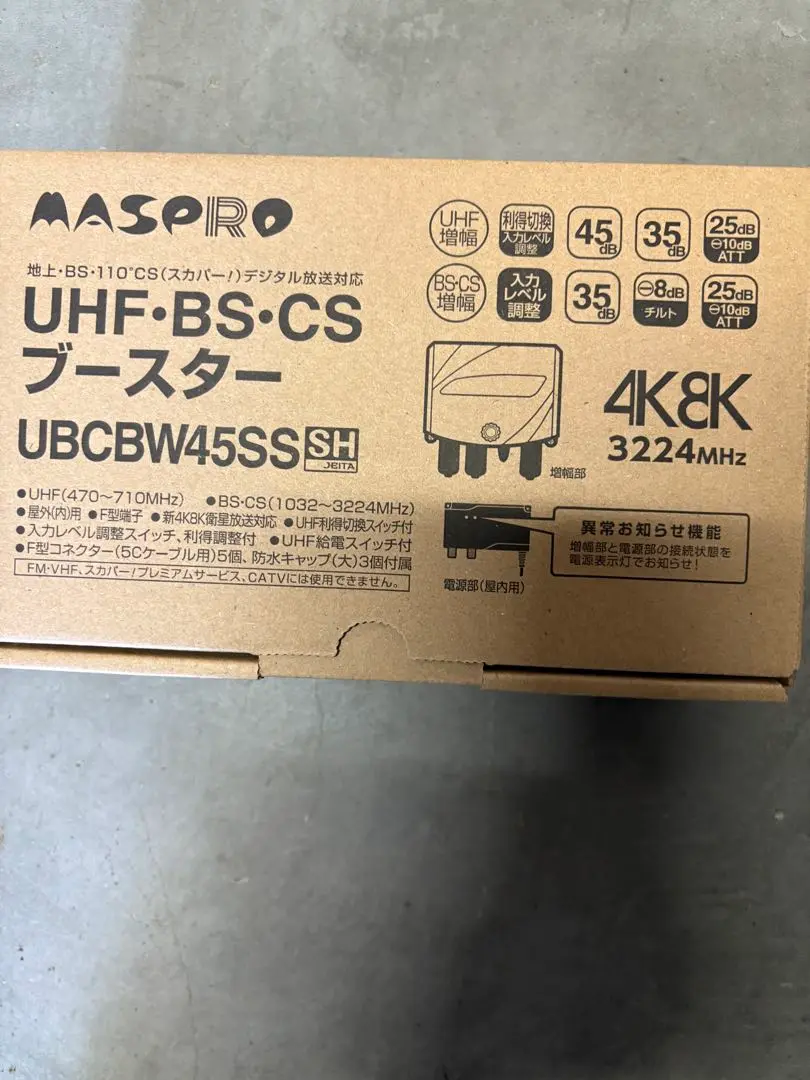 MASPRO
地上・BS・110°CS(スカパー!)デジタル放送対応
UHF・BS・CS
ブースター
UBCBW45SS SH JEITA
●UHF(470〜710MHz) ●BS・CS(1032〜3224MHz)
●屋外(内)用 ●F型端子 ●新4K8K衛星放送対応 ●UHF利得切換スイッチ付
●入力レベル調整スイッチ、利得調整付 ●UHF給電スイッチ付
●F型コネクター(5Cケーブル用)5個、防水キャップ(大)3個付属
FM・VHF、スカパー!プレミアムサービス、CATVには使用できません。
UHF増幅 利得切換 入力レベル調整 45dB 35dB 25dB ⊖10dB ATT
BS・CS増幅 入力レベル調整 35dB ⊖8dB チルト 25dB ⊖10dB ATT
増幅部
4K8K
3224MHz
電源部(屋内用)
異常お知らせ機能
増幅部と電源部の接続状態を
電源表示灯でお知らせ!